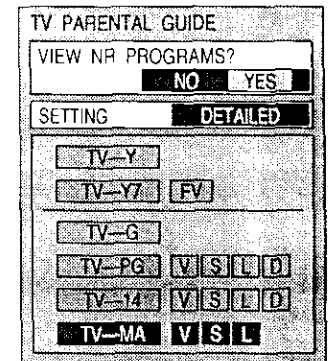 TV PARENTAL GUIDE
VIEW NR PROGRAMS?
NO YES
SETTING DETAILED
TV—Y
TV—Y7 FV
TV—G
TV—PG V S L D
TV—14 V S L D
TV—MA V S L